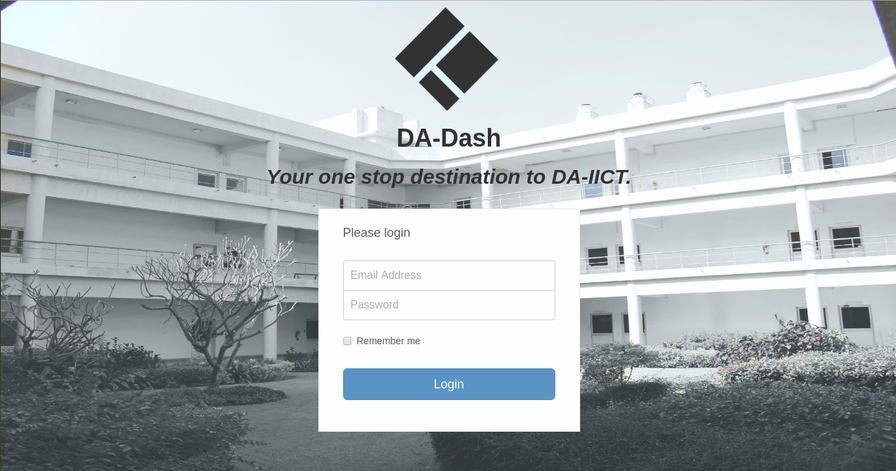 DA-Dash
Your one stop destination to DA-IICT.
Please login
Email Address
Password
Remember me
Login